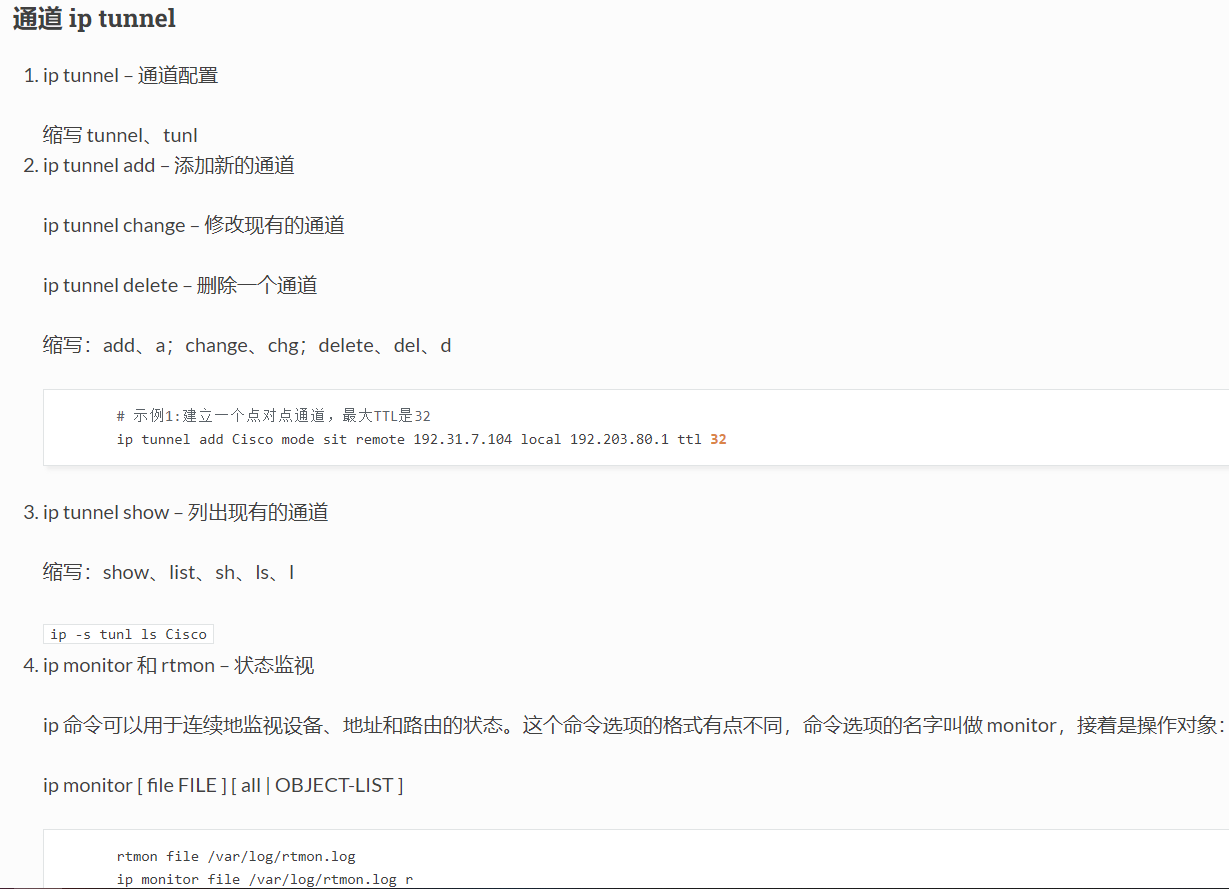 通道 ip tunnel
1. ip tunnel – 通道配置
缩写 tunnel、tunl
2. ip tunnel add – 添加新的通道
ip tunnel change – 修改现有的通道
ip tunnel delete – 删除一个通道
缩写：add、a；change、chg；delete、del、d
# 示例1:建立一个点对点通道，最大TTL是32
ip tunnel add Cisco mode sit remote 192.31.7.104 local 192.203.80.1 ttl 32
3. ip tunnel show – 列出现有的通道
缩写：show、list、sh、ls、l
ip -s tunl ls Cisco
4. ip monitor 和 rtmon – 状态监视
ip 命令可以用于连续地监视设备、地址和路由的状态。这个命令选项的格式有点不同，命令选项的名字叫做 monitor，接着是操作对象：
ip monitor [ file FILE ] [ all | OBJECT-LIST ]
rtmon file /var/log/rtmon.log
ip monitor file /var/log/rtmon.log r